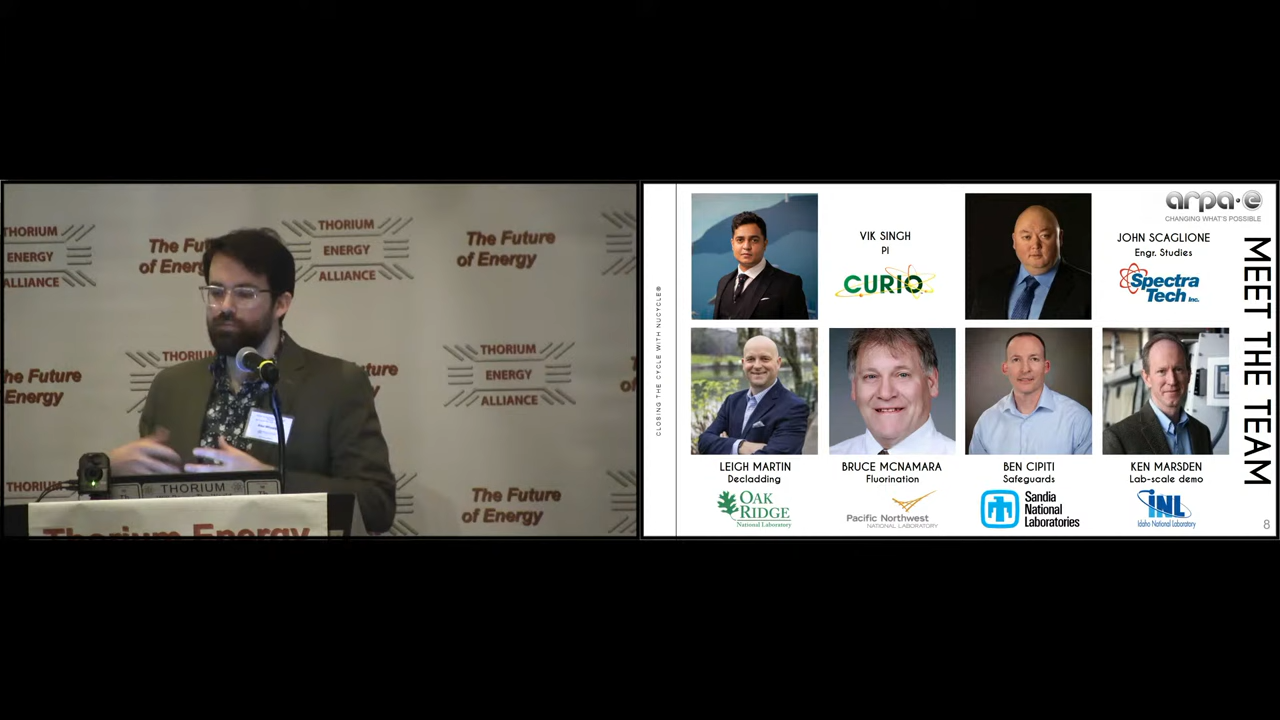 THORIUM
ENERGY
ALLIANCE
The Future
of Energy
THORIUM
ENERGY
ALLIANCE
The Future
of Energy
he Future
Energy
THORIUM
THORIUM
ENERGY
ALLIANCE
THORIUM
THORIUM
The Future
of Energy
Thorium Energy
CLOSING THE CYCLE WITH NUCYCLE®
VIK SINGH
PI
CURIO
arpa·e
CHANGING WHAT'S POSSIBLE
JOHN SCAGLIONE
Engr. Studies
Spectra
Tech Inc.
MEET THE TEAM
LEIGH MARTIN
Decladding
OAK
RIDGE
National Laboratory
BRUCE MCNAMARA
Fluorination
Pacific Northwest
NATIONAL LABORATORY
BEN CIPITI
Safeguards
Sandia
National
Laboratories
KEN MARSDEN
Lab-scale demo
INL
Idaho National Laboratory
8